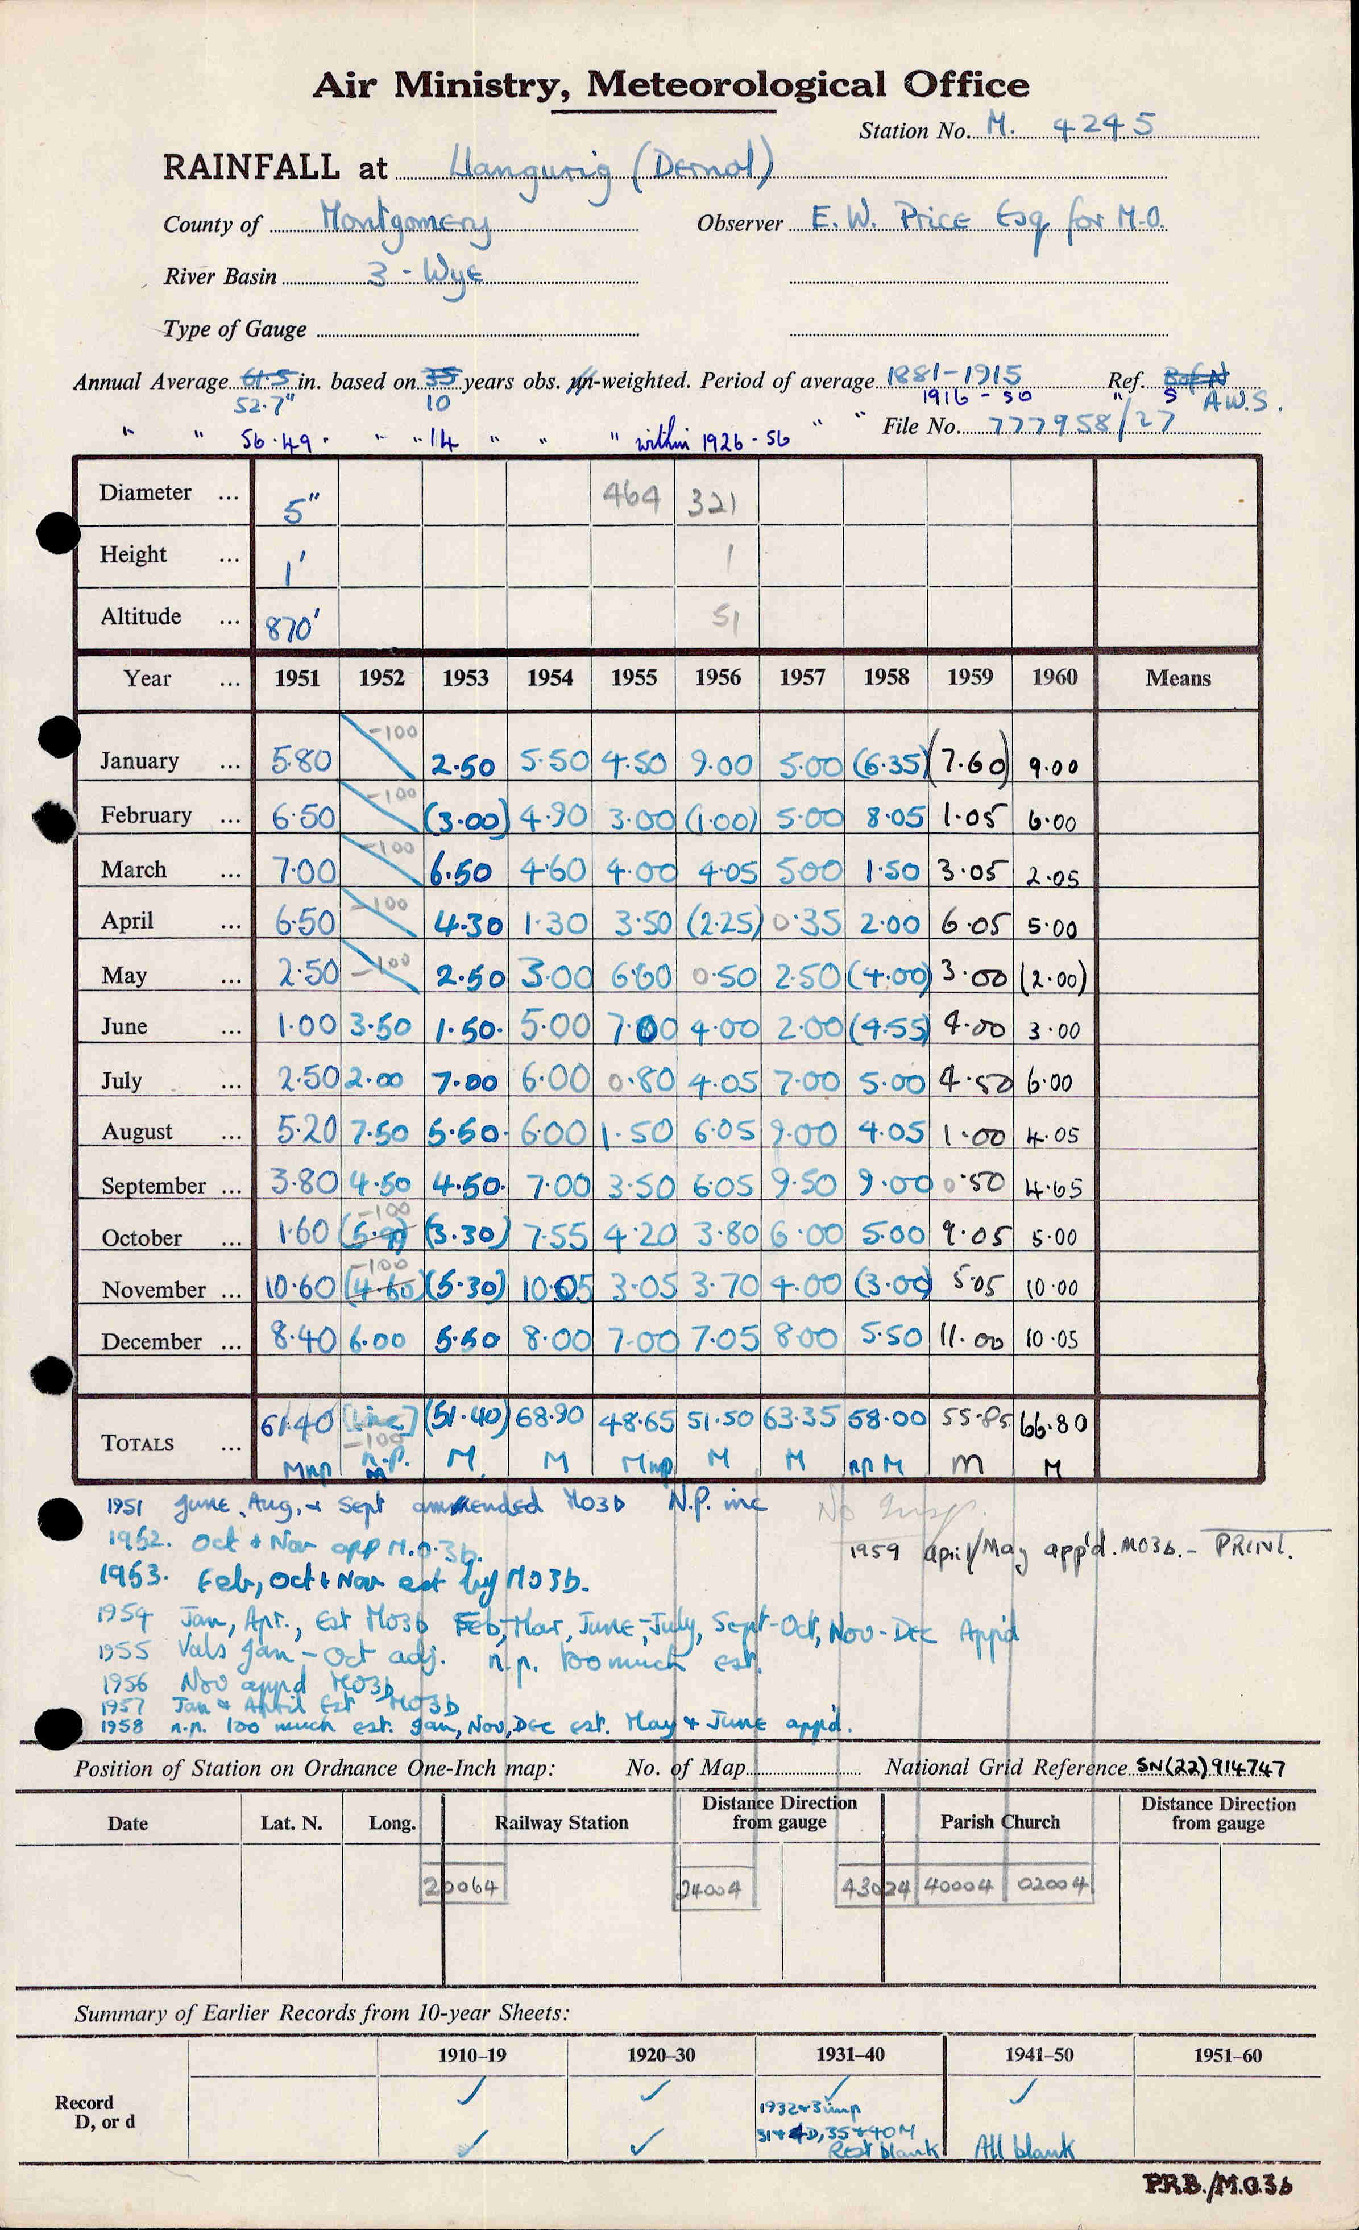 Air Ministry, Meteorological Office
Station No. M. 4245
RAINFALL at Llangurig (Dernol)
County of Montgomery Observer E. W. Price Esq for M.O.
River Basin 3 - Wye
Type of Gauge
Annual Average 61.5 in. based on 35 years obs. un-weighted. Period of average 1881-1915 Ref.
52.7" 10 1916 - 50 " S A.W.S.
" " 56.49. " " 14 " " " within 1926 - 56 " " File No. 777958/27
Diameter ... 5" 464 321
Height ... 1' 1
Altitude ... 870' 51
Year ... 1951 1952 1953 1954 1955 1956 1957 1958 1959 1960 Means
January ... 5.80 -100 2.50 5.50 4.50 9.00 5.00 (6.35) (7.60) 9.00
February ... 6.50 -100 (3.00) 4.90 3.00 (1.00) 5.00 8.05 1.05 6.00
March ... 7.00 -100 6.50 4.60 4.00 4.05 5.00 1.50 3.05 2.05
April ... 6.50 -100 4.30 1.30 3.50 (2.25) 0.35 2.00 6.05 5.00
May ... 2.50 -100 2.50 3.00 6.60 0.50 2.50 (4.00) 3.00 (2.00)
June ... 1.00 3.50 1.50. 5.00 7.00 4.00 2.00 (4.55) 4.00 3.00
July ... 2.50 2.00 7.00 6.00 0.80 4.05 7.00 5.00 4.50 6.00
August ... 5.20 7.50 5.50. 6.00 1.50 6.05 9.00 4.05 1.00 4.05
September ... 3.80 4.50 4.50. 7.00 3.50 6.05 9.50 9.00 0.50 4.65
October ... 1.60 -100 (3.30) 7.55 4.20 3.80 6.00 5.00 9.05 5.00
November ... 10.60 -100 (4.60) (5.30) 10.05 3.05 3.70 4.00 (3.00) 5.05 10.00
December ... 8.40 6.00 5.50 8.00 7.00 7.05 8.00 5.50 11.00 10.05
TOTALS ... 61.40 [inc.] (51.40) 68.90 48.65 51.50 63.35 58.00 55.85 66.80
Mnp -100 n.p. m M. M Mnp M M np M m M
1951 June, Aug, + Sept ammended M03b N.P. inc No Insp.
1952. Oct + Nov app M.O.3b.
1959 april/May app'd. M03b. - PRINT.
1953. Feb, Oct + Nov est by M03b.
1954 Jan, Apr., Est M03b Feb-Mar, June-July, Sept-Oct, Nov-Dec App'd
1955 Vals Jan - Oct adj. n.p. too much est.
1956 Nov appnd M03b
1957 Jan + April Est M03b
1958 n.p. too much est. Jan, Nov, Dec est. May + June appd.
Position of Station on Ordnance One-Inch map: No. of Map National Grid Reference SN(22)914747
Date Lat. N. Long. Railway Station Distance Direction from gauge Parish Church Distance Direction from gauge
20064 24004 43024 40004 02004
Summary of Earlier Records from 10-year Sheets:
1910-19 1920-30 1931-40 1941-50 1951-60
Record ✓ ✓ ✓ ✓
D, or d 1932+3 imp
✓ ✓ 31+4D, 35+40M
Rest blank All blank
P.R.B./M.O.3b